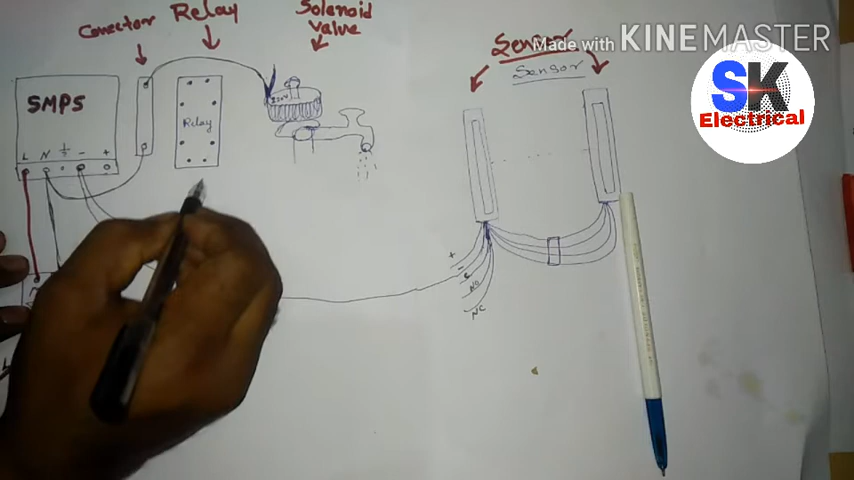 Conector
Relay
Solenoid
valve
Sensor
Sensor
Made with KINEMASTER
SK
Electrical
SMPS
Relay
L N - +
+
-
NO
NC